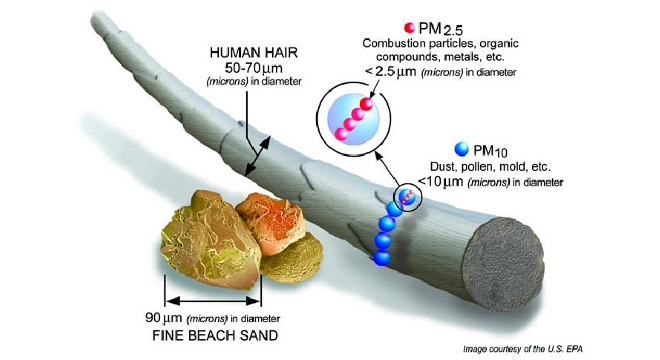 HUMAN HAIR
50-70μm
(microns) in diameter
PM2.5
Combustion particles, organic
compounds, metals, etc.
< 2.5μm (microns) in diameter
PM10
Dust, pollen, mold, etc.
<10μm (microns) in diameter
90 μm (microns) in diameter
FINE BEACH SAND
Image courtesy of the U.S. EPA